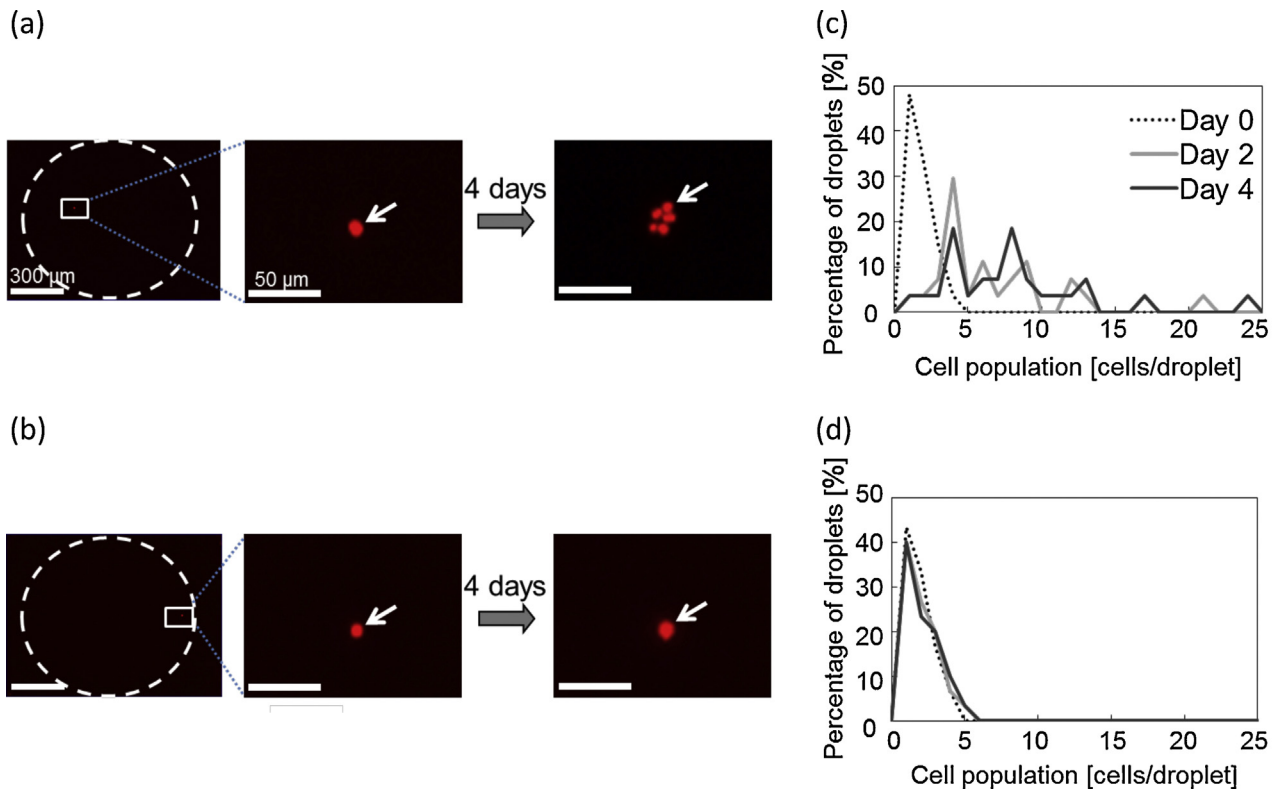 (a)
300 µm
50 µm
4 days
(c)
Percentage of droplets [%]
50
40
30
20
10
0
Day 0
Day 2
Day 4
0 5 10 15 20 25
Cell population [cells/droplet]
(b)
4 days
(d)
Percentage of droplets [%]
50
40
30
20
10
0
0 5 10 15 20 25
Cell population [cells/droplet]